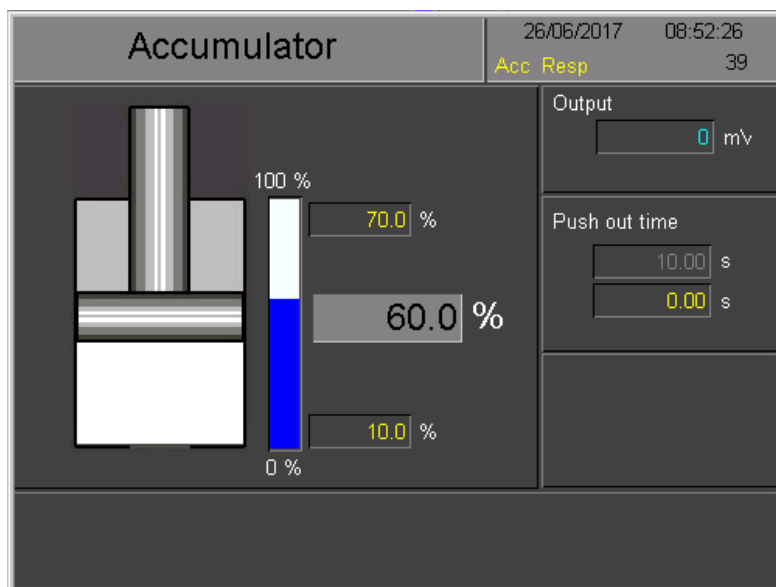 Accumulator
26/06/2017 08:52:26
Acc Resp 39
Output
0 m\v
Push out time
10.00 s
0.00 s
100 %
70.0 %
60.0 %
10.0 %
0 %